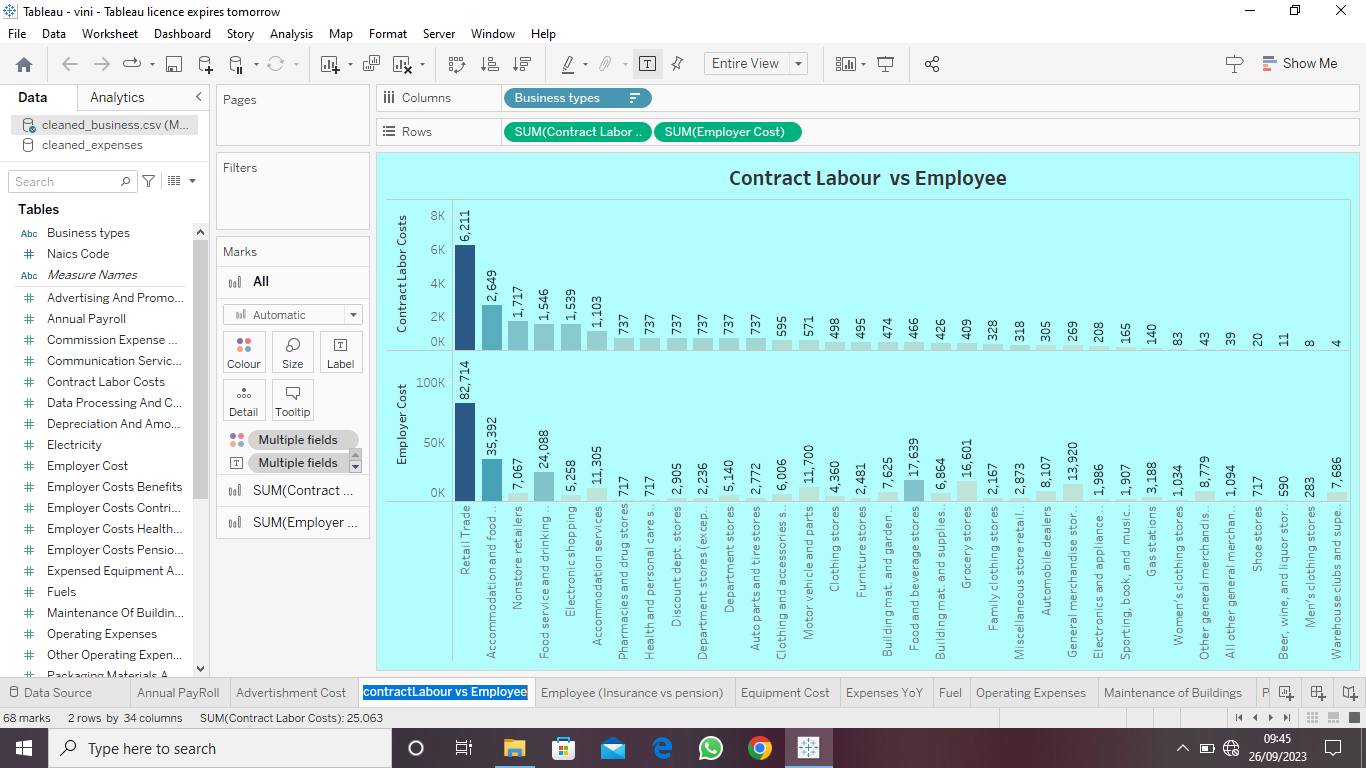 Tableau - vini - Tableau licence expires tomorrow
File Data Worksheet Dashboard Story Analysis Map Format Server Window Help
Entire View
Show Me
Data Analytics
cleaned_business.csv (M...
cleaned_expenses
Search
Tables
Abc Business types
# Naics Code
Abc Measure Names
# Advertising And Promo...
# Annual Payroll
# Commission Expense ...
# Communication Servic...
# Contract Labor Costs
# Data Processing And C...
# Depreciation And Amo...
# Electricity
# Employer Cost
# Employer Costs Benefits
# Employer Costs Contri...
# Employer Costs Health...
# Employer Costs Pensio...
# Expensed Equipment A...
# Fuels
# Maintenance Of Buildin...
# Operating Expenses
# Other Operating Expen...
Packaging Materials A
Pages
Filters
Marks
All
Automatic
Colour Size Label
Detail Tooltip
Multiple fields
Multiple fields
SUM(Contract ...
SUM(Employer ...
Columns Business types
Rows SUM(Contract Labor .. SUM(Employer Cost)
Contract Labour vs Employee
Contract Labor Costs
8K
6K
4K
2K
0K
6,211 2,649 1,717 1,546 1,539 1,103 737 737 737 737 737 737 595 571 498 495 474 466 426 409 328 318 305 269 208 165 140 83 43 39 20 11 8 4
Employer Cost
100K
50K
0K
82,714 35,392 7,067 24,088 5,258 11,305 717 717 2,905 2,236 5,140 2,772 6,006 11,700 4,360 2,481 7,625 17,639 6,864 16,601 2,167 2,873 8,107 13,920 1,986 1,907 3,188 1,034 8,779 1,094 717 590 283 7,686
Retail Trade
Accommodation and food ..
Nonstore retailers
Food service and drinking ..
Electronic shopping
Accommodation services
Pharmacies and drug stores
Health and personal care s..
Discount dept. stores
Department stores (excep..
Department stores
Auto parts and tire stores
Clothing and accessories s..
Motor vehicle and parts
Clothing stores
Furniture stores
Building mat. and garden ..
Food and beverage stores
Building mat. and supplies..
Grocery stores
Family clothing stores
Miscellaneous store retail..
Automobile dealers
General merchandise stor..
Electronics and appliance ..
Sporting, book, and music..
Gas stations
Women's clothing stores
Other general merchandis..
All other general merchan..
Shoe stores
Beer, wine, and liquor stor..
Men's clothing stores
Warehouse clubs and supe..
Data Source Annual PayRoll Advertishment Cost contractLabour vs Employee Employee (Insurance vs pension) Equipment Cost Expenses YoY Fuel Operating Expenses Maintenance of Buildings P
68 marks 2 rows by 34 columns SUM(Contract Labor Costs): 25,063
Type here to search
09:45
26/09/2023